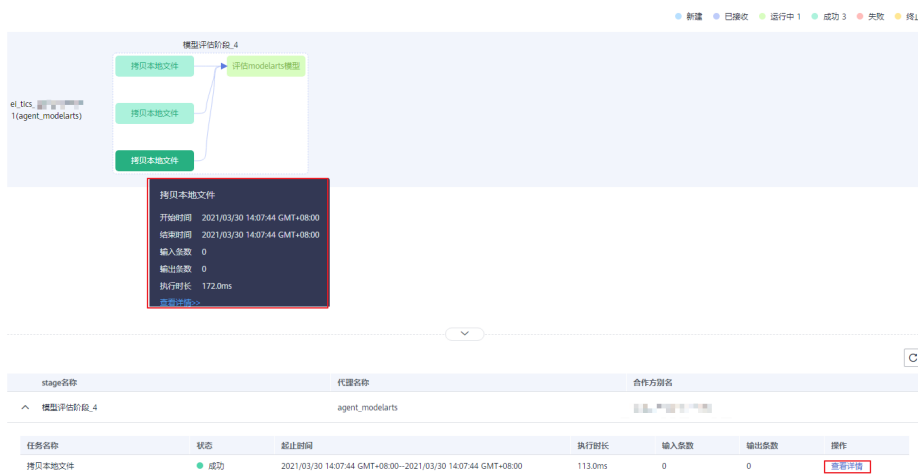 新建 已接收 运行中 1 成功 3 失败
模型评估阶段_4
拷贝本地文件 评估modelarts模型
ei_tics_
1(agent_modelarts)
拷贝本地文件
拷贝本地文件
拷贝本地文件
开始时间 2021/03/30 14:07:44 GMT+08:00
结束时间 2021/03/30 14:07:44 GMT+08:00
输入条数 0
输出条数 0
执行时长 172.0ms
查看详情>>
stage名称 代理名称 合作方别名
模型评估阶段_4 agent_modelarts
任务名称 状态 起止时间 执行时长 输入条数 输出条数 操作
拷贝本地文件 成功 2021/03/30 14:07:44 GMT+08:00--2021/03/30 14:07:44 GMT+08:00 113.0ms 0 0 查看详情